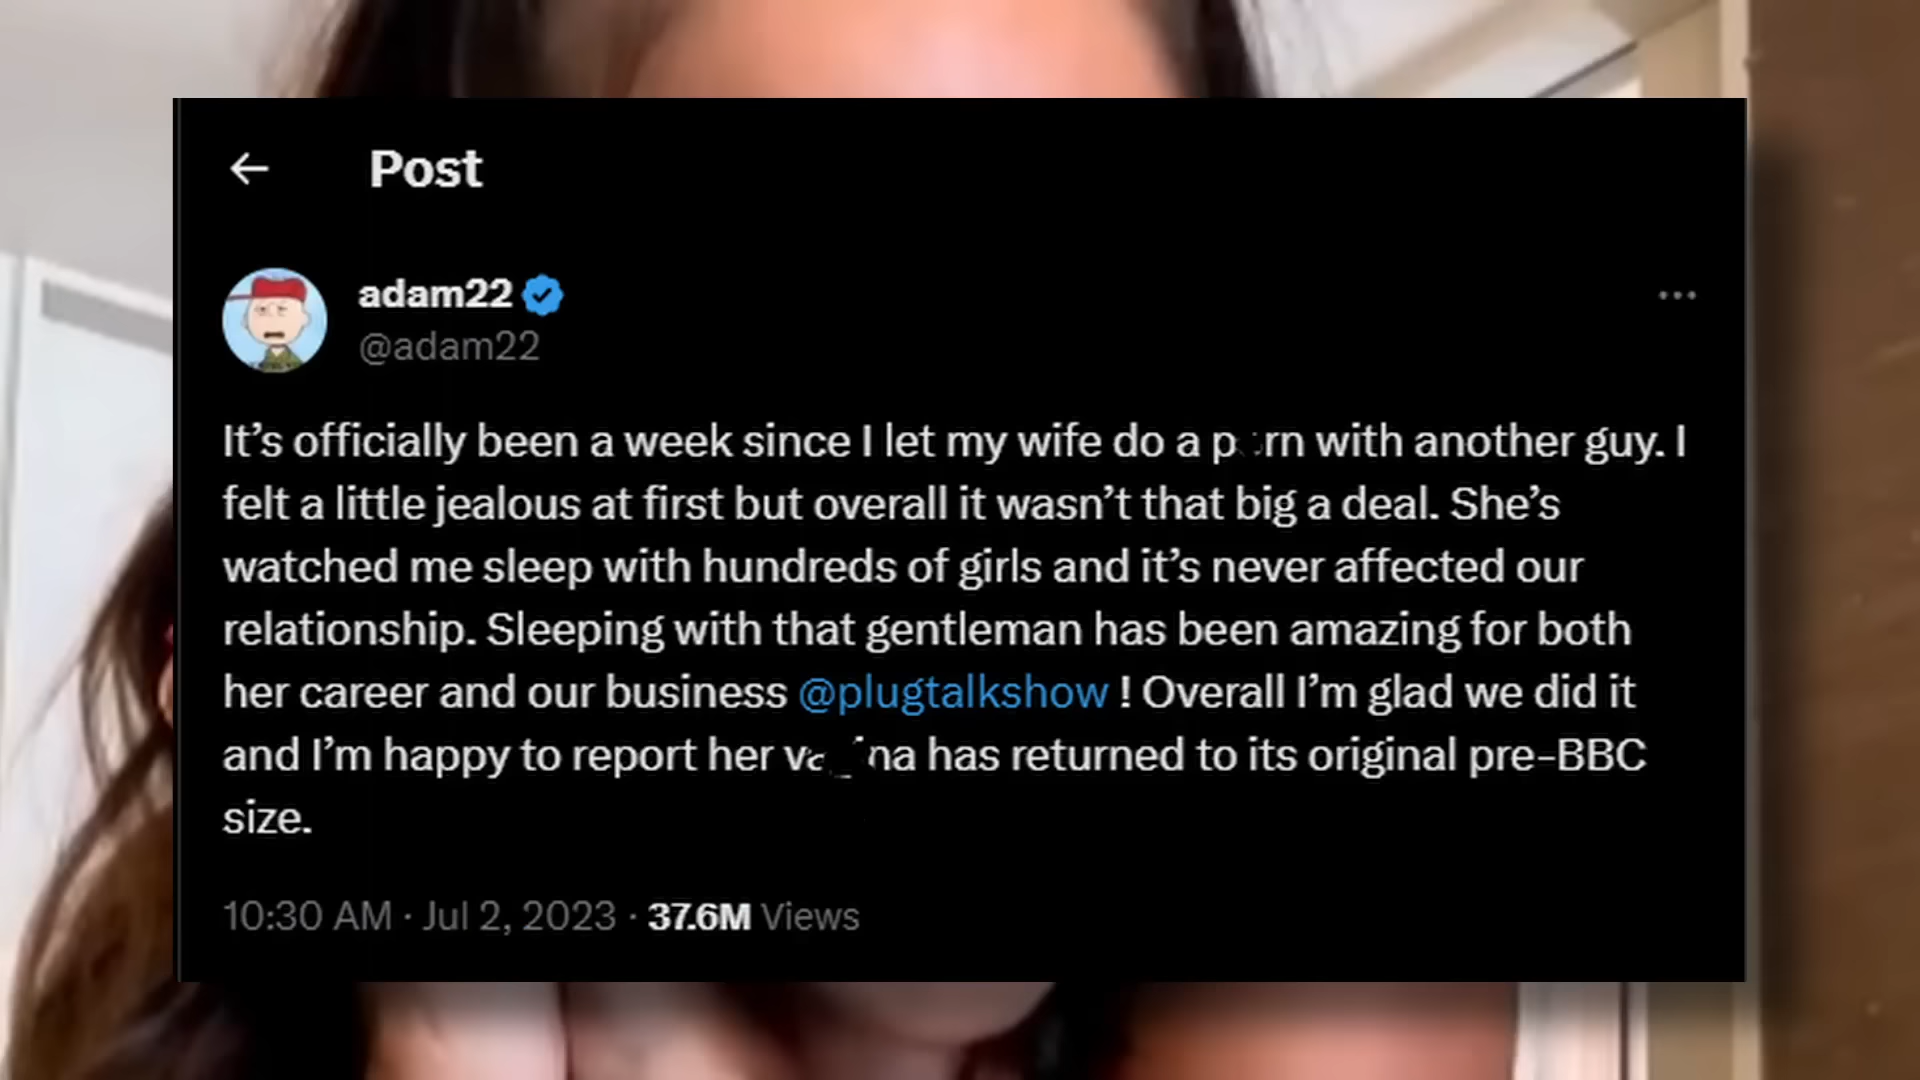 Post
adam22
@adam22
It's officially been a week since I let my wife do a p rn with another guy. I
felt a little jealous at first but overall it wasn't that big a deal. She's
watched me sleep with hundreds of girls and it's never affected our
relationship. Sleeping with that gentleman has been amazing for both
her career and our business @plugtalkshow ! Overall I'm glad we did it
and I'm happy to report her va na has returned to its original pre-BBC
size.
10:30 AM · Jul 2, 2023 · 37.6M Views